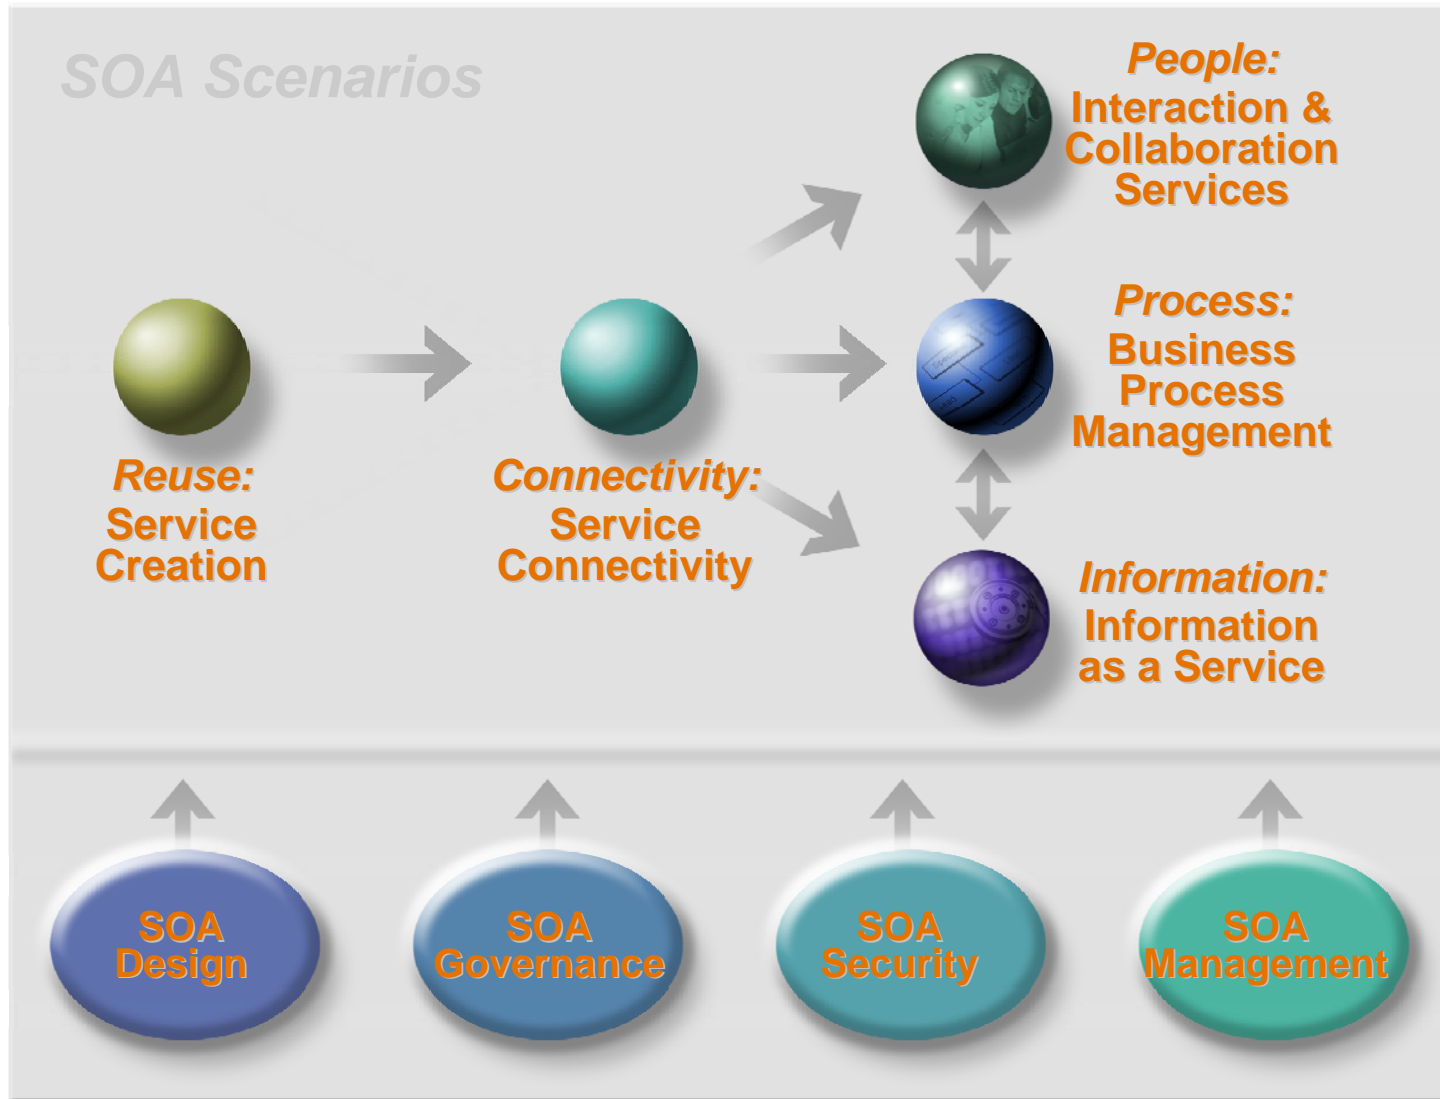 SOA Scenarios
People:
Interaction &
Collaboration
Services
Process:
Business
Process
Management
Reuse:
Service
Creation
Connectivity:
Service
Connectivity
Information:
Information
as a Service
SOA
Design
SOA
Governance
SOA
Security
SOA
Management